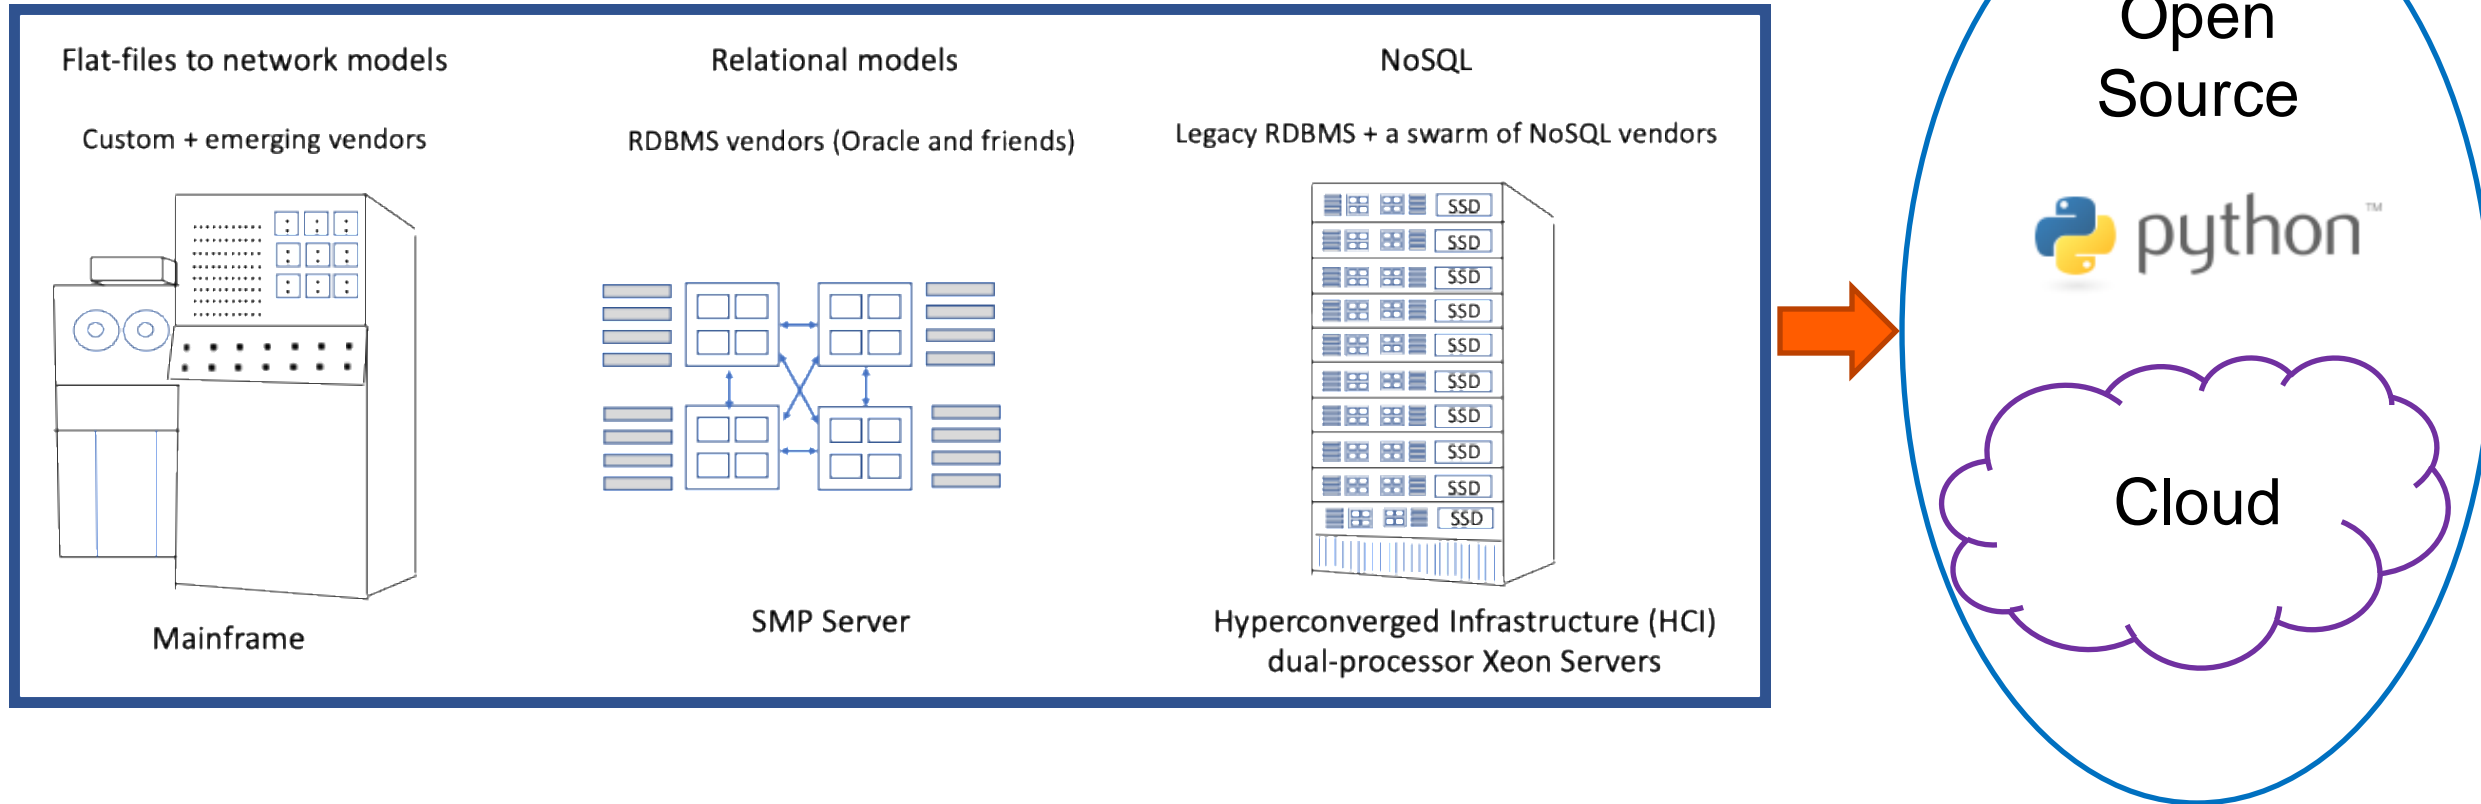 Flat-files to network models
Custom + emerging vendors
Mainframe
Relational models
RDBMS vendors (Oracle and friends)
SMP Server
NoSQL
Legacy RDBMS + a swarm of NoSQL vendors
SSD
SSD
SSD
SSD
SSD
SSD
SSD
SSD
SSD
SSD
Hyperconverged Infrastructure (HCI)
dual-processor Xeon Servers
Open
Source
python™
Cloud